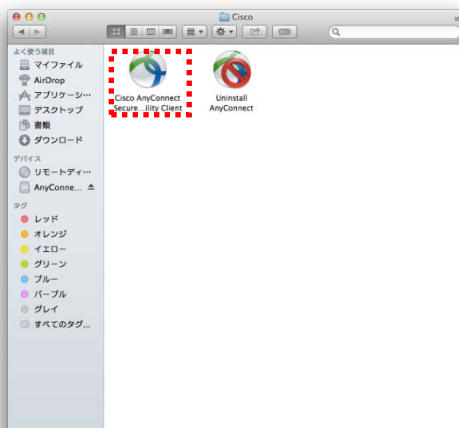 Cisco
よく使う項目
マイファイル
AirDrop
アプリケーシ…
デスクトップ
書類
ダウンロード
デバイス
リモートディ…
AnyConne...
タグ
レッド
オレンジ
イエロー
グリーン
ブルー
パープル
グレイ
すべてのタグ...
Cisco AnyConnect
Secure...ility Client
Uninstall
AnyConnect